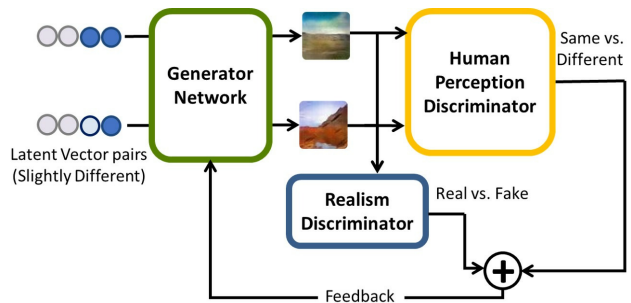 Generator
Network
Human
Perception
Discriminator
Same vs.
Different
Latent Vector pairs
(Slightly Different)
Realism
Discriminator
Real vs. Fake
+
Feedback